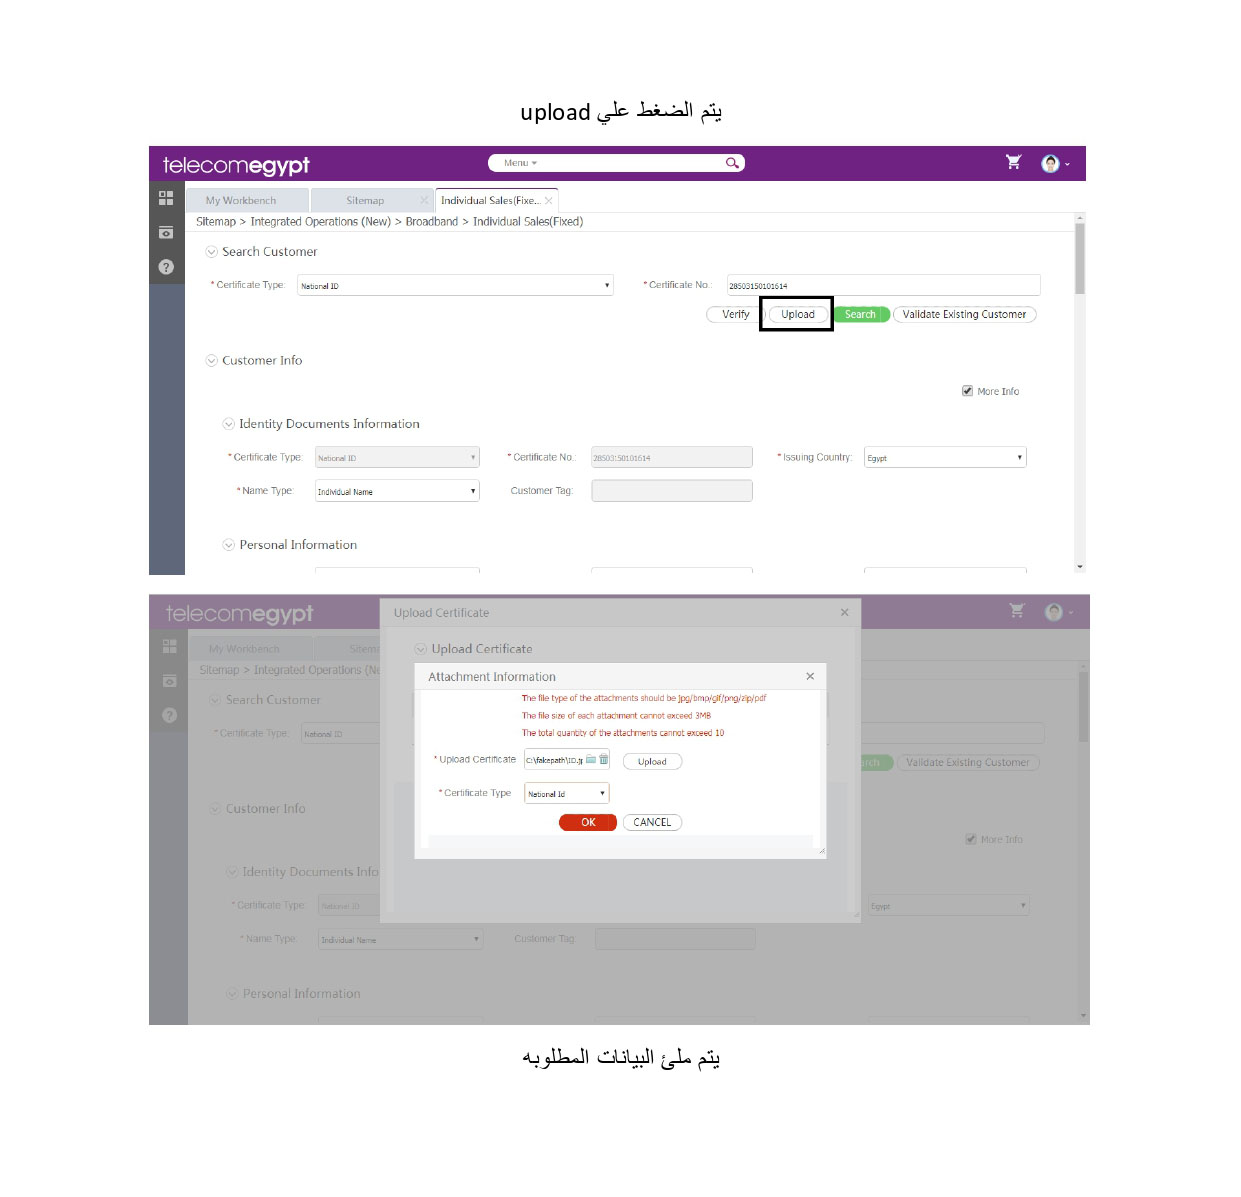 يتم الضغط علي upload
telecomegypt Menu
My Workbench Sitemap Individual Sales(Fixe...
Sitemap > Integrated Operations (New) > Broadband > Individual Sales(Fixed)
Search Customer
* Certificate Type: National ID * Certificate No.: 28503150101614
Verify Upload Search Validate Existing Customer
Customer Info
More Info
Identity Documents Information
* Certificate Type: National ID * Certificate No.: 28503150101614 * Issuing Country: Egypt
* Name Type: Individual Name Customer Tag:
Personal Information
telecomegypt Upload Certificate
My Workbench Sitema
Upload Certificate
Sitemap > Integrated Operations (Ne
Attachment Information
Search Customer
The file type of the attachments should be jpg/bmp/gif/png/zip/pdf
The file size of each attachment cannot exceed 3MB
* Certificate Type: National ID
The total quantity of the attachments cannot exceed 10
* Upload Certificate C:\fakepath\ID.jp Upload
arch Validate Existing Customer
* Certificate Type National Id
Customer Info
OK CANCEL
More Info
Identity Documents Info
* Certificate Type: National ID Egypt
* Name Type: Individual Name Customer Tag:
Personal Information
يتم ملئ البيانات المطلوبه